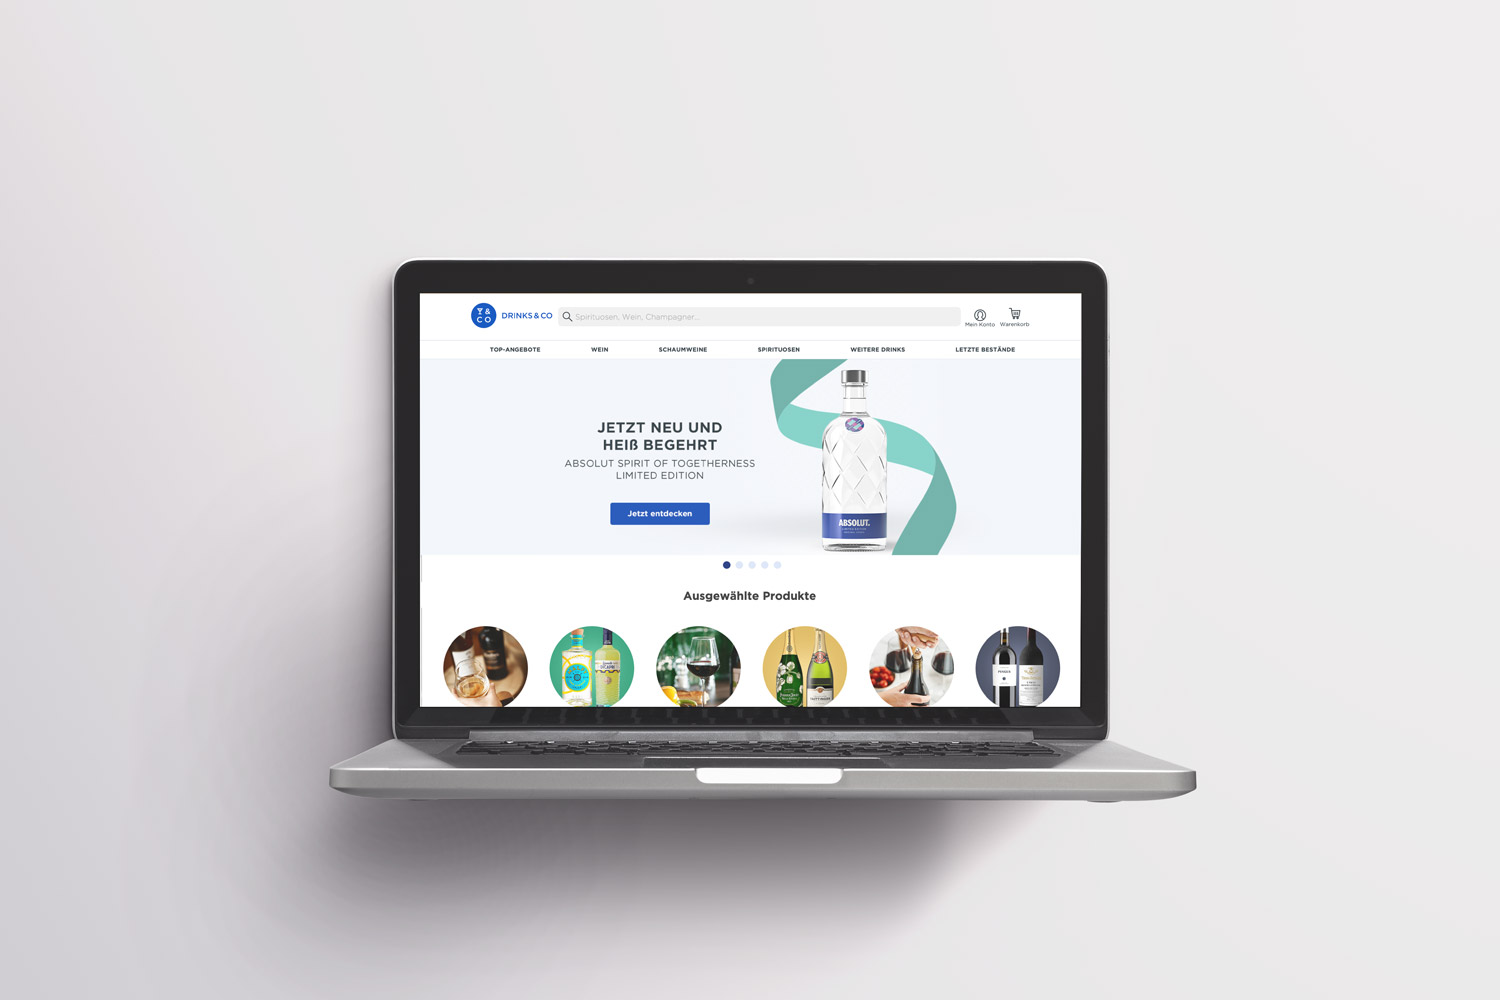 Y &
CO
DRINKS & CO
Spirituosen, Wein, Champagner...
Mein Konto
Warenkorb
TOP-ANGEBOTE
WEIN
SCHAUMWEINE
SPIRITUOSEN
WEITERE DRINKS
LETZTE BESTÄNDE
JETZT NEU UND
HEIß BEGEHRT
ABSOLUT SPIRIT OF TOGETHERNESS
LIMITED EDITION
Jetzt entdecken
ABSOLUT.
Ausgewählte Produkte